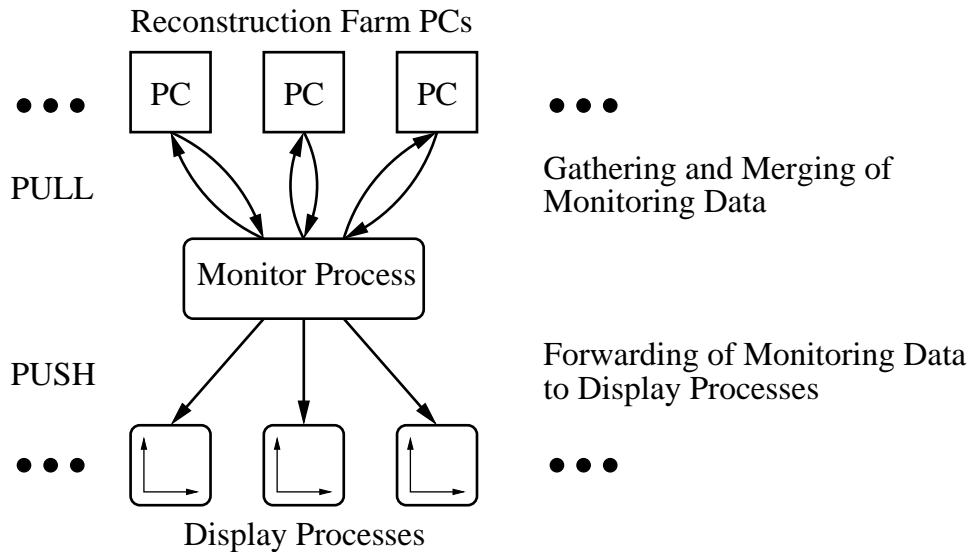 Reconstruction Farm PCs
PC PC PC
PULL
Gathering and Merging of
Monitoring Data
Monitor Process
PUSH
Forwarding of Monitoring Data
to Display Processes
Display Processes